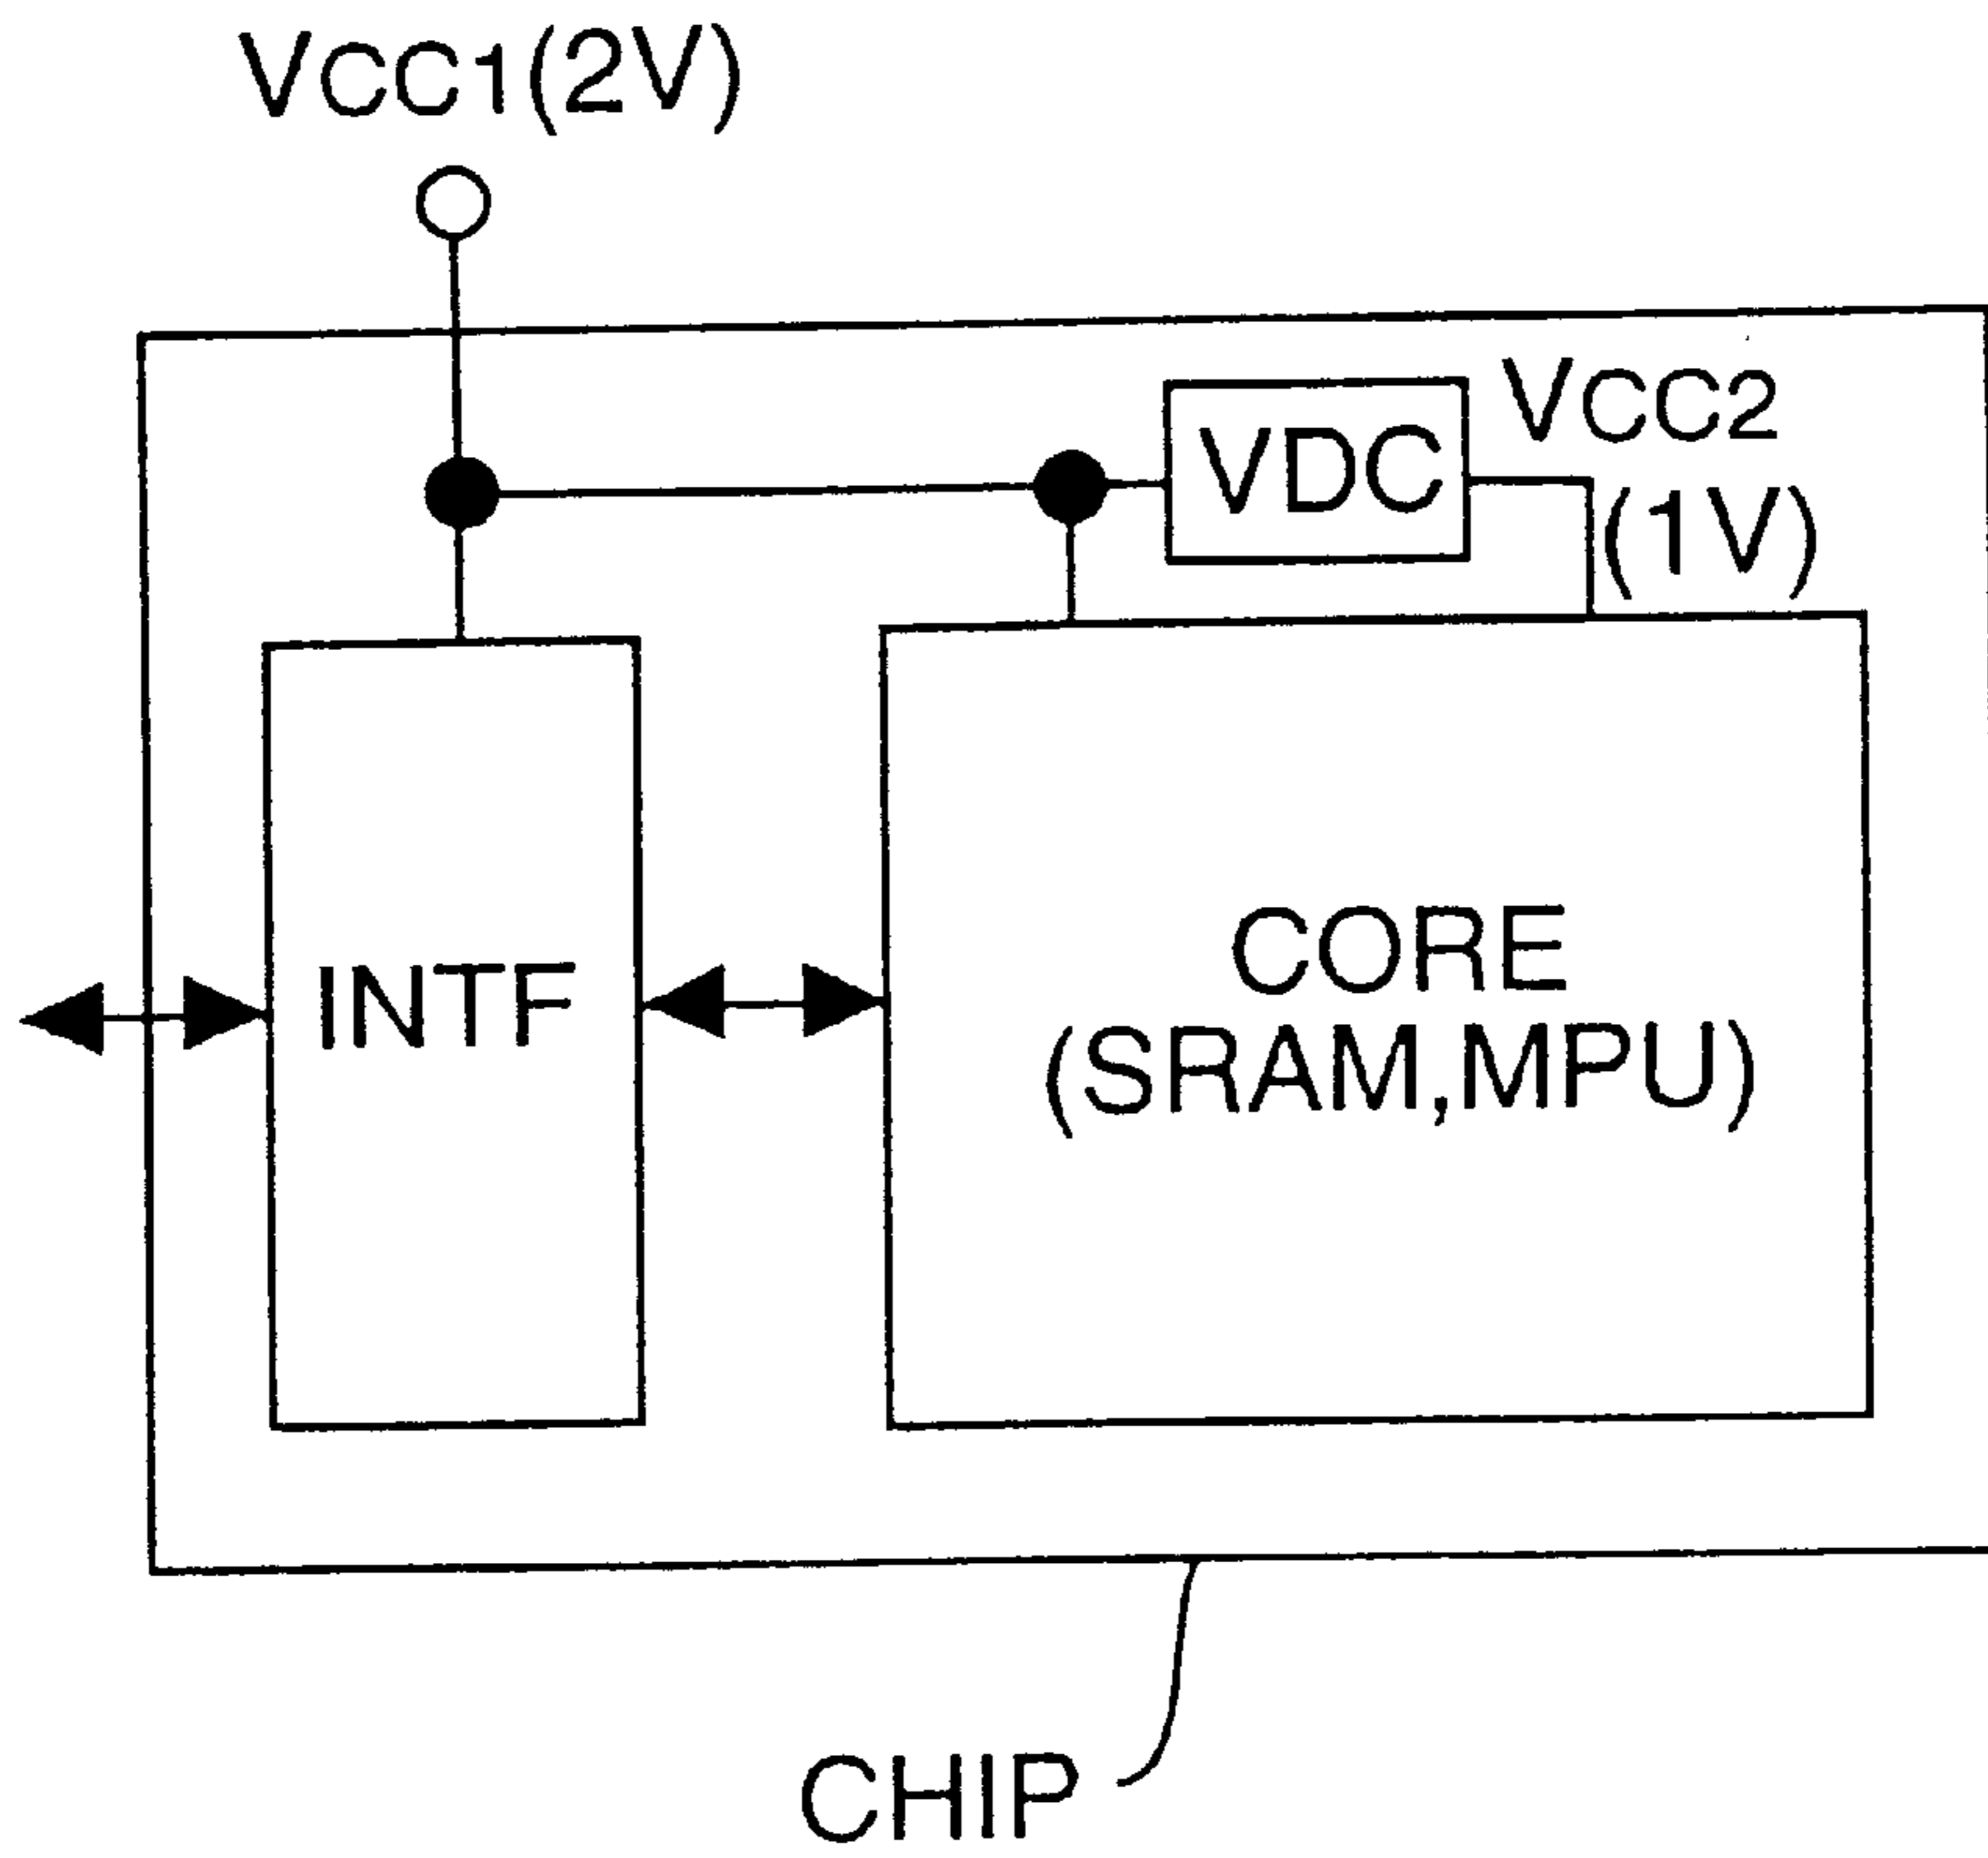 VCC1(2V)
VDC
VCC2
(1V)
INTF
CORE
(SRAM,MPU)
CHIP